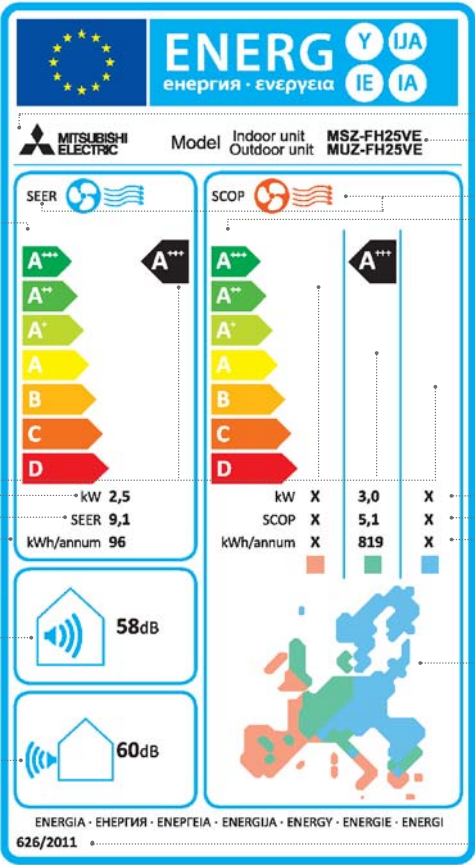 ENERG Y IJA
енергия · ενεργεια IE IA
MITSUBISHI ELECTRIC
Model Indoor unit MSZ-FH25VE
Outdoor unit MUZ-FH25VE
SEER
A+++ A+++
A++
A+
A
B
C
D
kW 2,5
SEER 9,1
kWh/annum 96
SCOP
A+++ A+++
A++
A+
A
B
C
D
kW X 3,0 X
SCOP X 5,1 X
kWh/annum X 819 X
58dB
60dB
ENERGIA · ЕНЕРГИЯ · ΕΝΕΡΓΕΙΑ · ENERGIJA · ENERGY · ENERGIE · ENERGI
626/2011